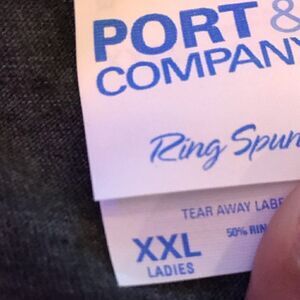 PORT &
COMPANY
Ring Spun
TEAR AWAY LABE
XXL
50% RIN
LADIES